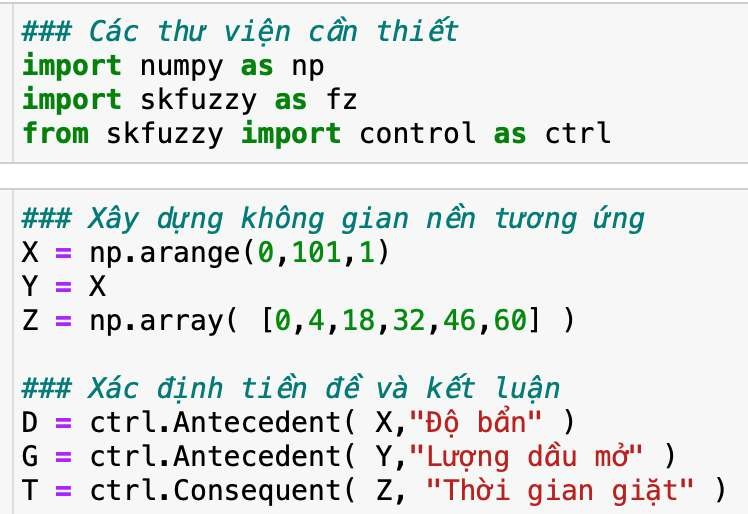 ### Các thư viện cần thiết
import numpy as np
import skfuzzy as fz
from skfuzzy import control as ctrl
### Xây dựng không gian nền tương ứng
X = np.arange(0,101,1)
Y = X
Z = np.array( [0,4,18,32,46,60] )
### Xác định tiền đề và kết luận
D = ctrl.Antecedent( X,"Độ bẩn" )
G = ctrl.Antecedent( Y,"Lượng dầu mở" )
T = ctrl.Consequent( Z, "Thời gian giặt" )